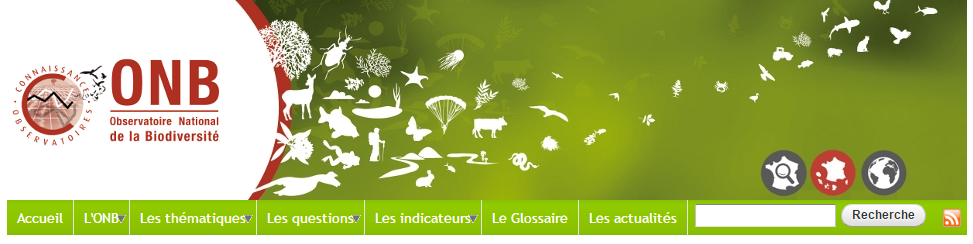 CONNAISSANCE
OBSERVATOIRES
ONB
Observatoire National
de la Biodiversité
Accueil
L'ONB
Les thématiques
Les questions
Les indicateurs
Le Glossaire
Les actualités
Recherche